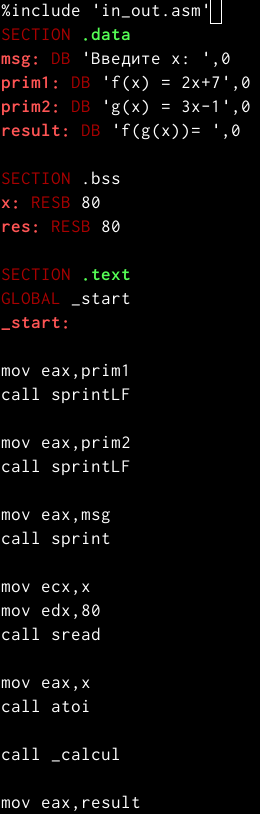 %include 'in_out.asm'
SECTION .data
msg: DB 'Введите x: ',0
prim1: DB 'f(x) = 2x+7',0
prim2: DB 'g(x) = 3x-1',0
result: DB 'f(g(x))= ',0
SECTION .bss
x: RESB 80
res: RESB 80
SECTION .text
GLOBAL _start
_start:
mov eax,prim1
call sprintLF
mov eax,prim2
call sprintLF
mov eax,msg
call sprint
mov ecx,x
mov edx,80
call sread
mov eax,x
call atoi
call _calcul
mov eax,result